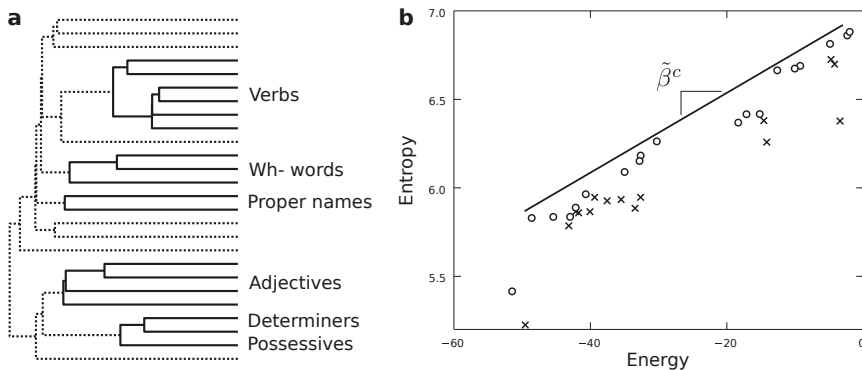 a
Verbs
Wh- words
Proper names
Adjectives
Determiners
Possessives
b
7.0
6.5
6.0
5.5
Entropy
β̃ᶜ
−60
−40
−20
0
Energy